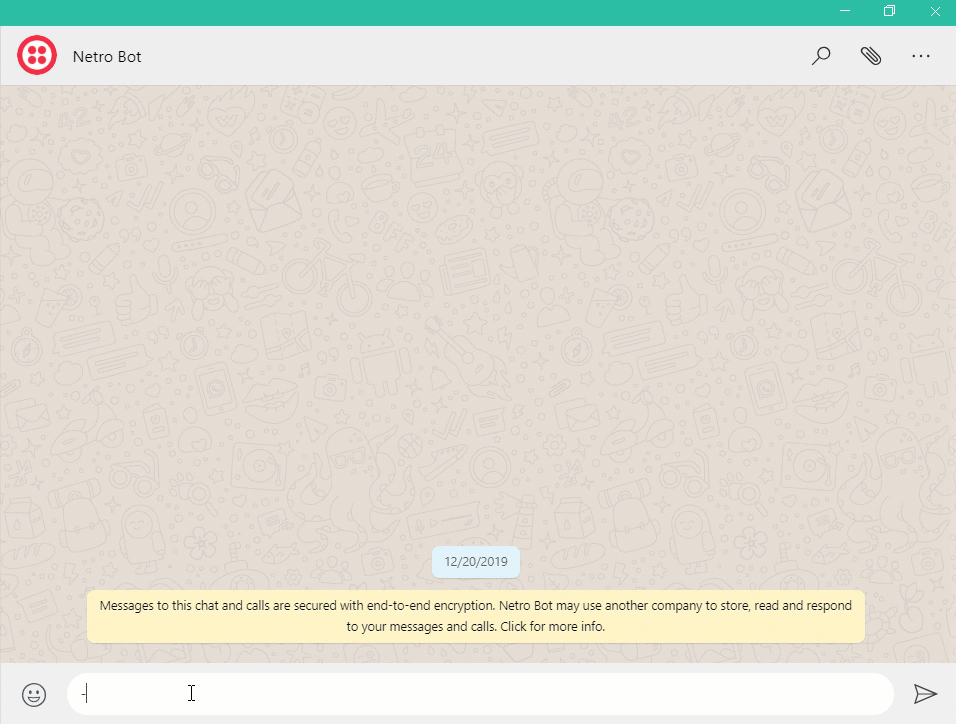 Netro Bot
12/20/2019
Messages to this chat and calls are secured with end-to-end encryption. Netro Bot may use another company to store, read and respond
to your messages and calls. Click for more info.
-